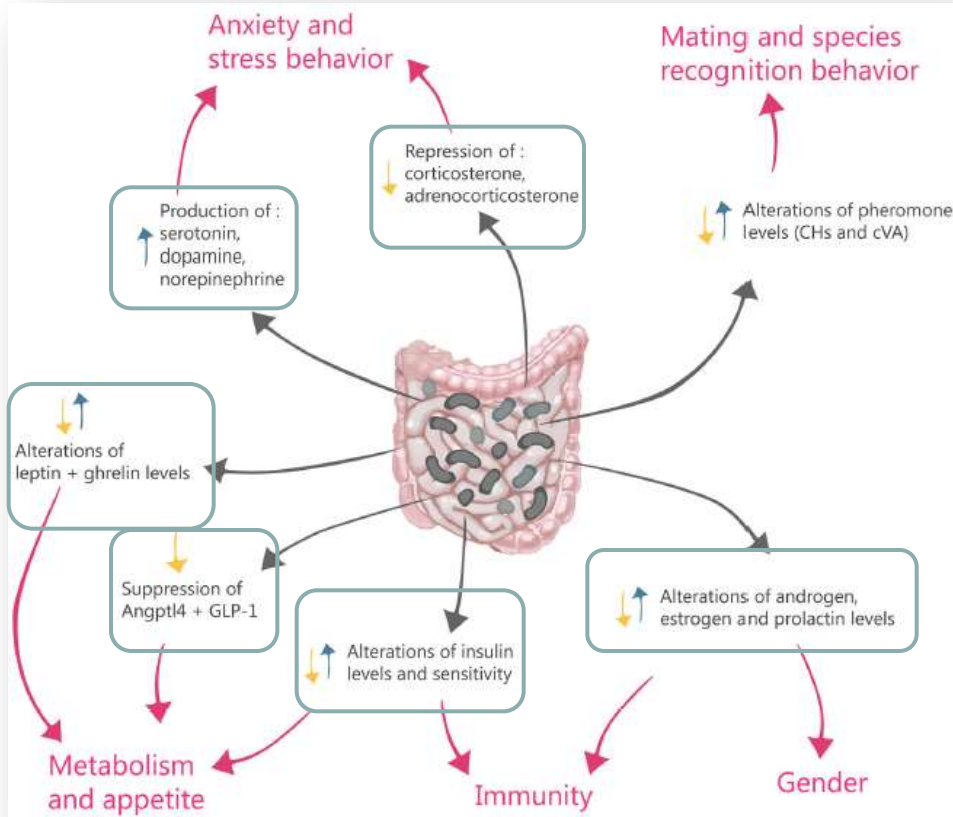 Anxiety and
stress behavior
Mating and species
recognition behavior
Repression of :
corticosterone,
adrenocorticosterone
Production of :
serotonin,
dopamine,
norepinephrine
Alterations of pheromone
levels (CHs and cVA)
Alterations of
leptin + ghrelin levels
Suppression of
Angptl4 + GLP-1
Alterations of insulin
levels and sensitivity
Alterations of androgen,
estrogen and prolactin levels
Metabolism
and appetite
Immunity
Gender